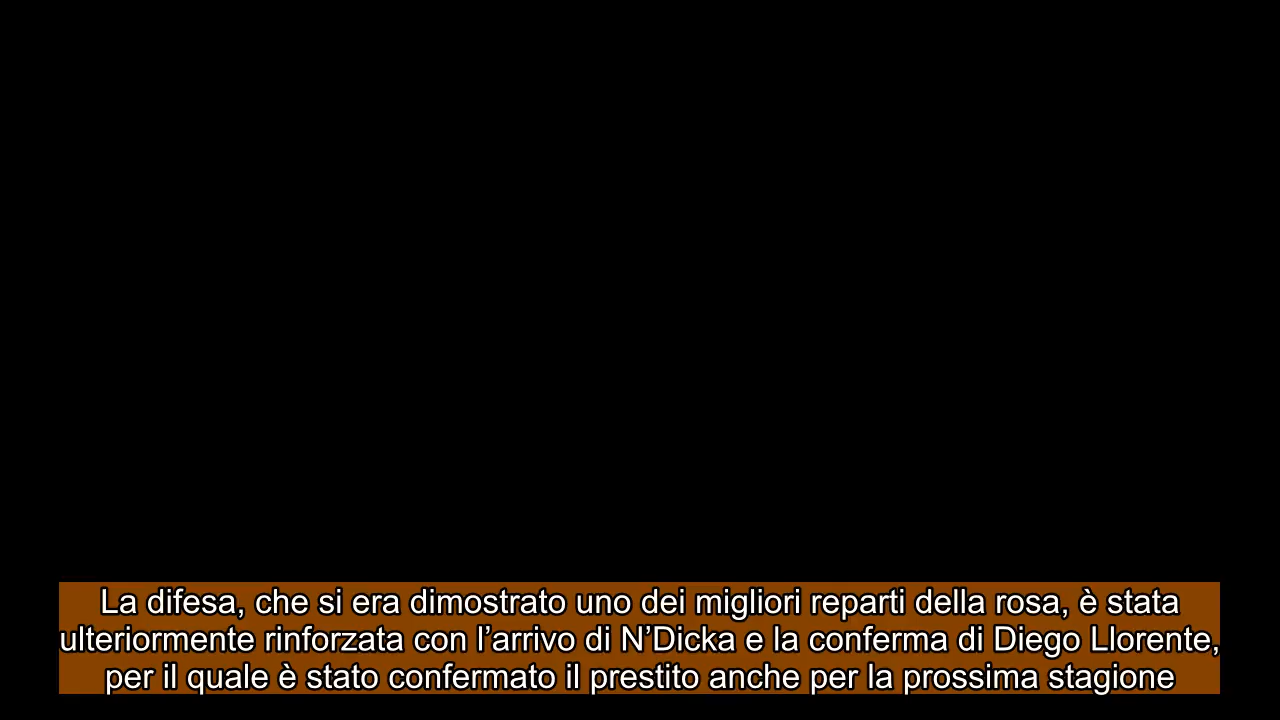 La difesa, che si era dimostrato uno dei migliori reparti della rosa, è stata
ulteriormente rinforzata con l’arrivo di N’Dicka e la conferma di Diego Llorente,
per il quale è stato confermato il prestito anche per la prossima stagione